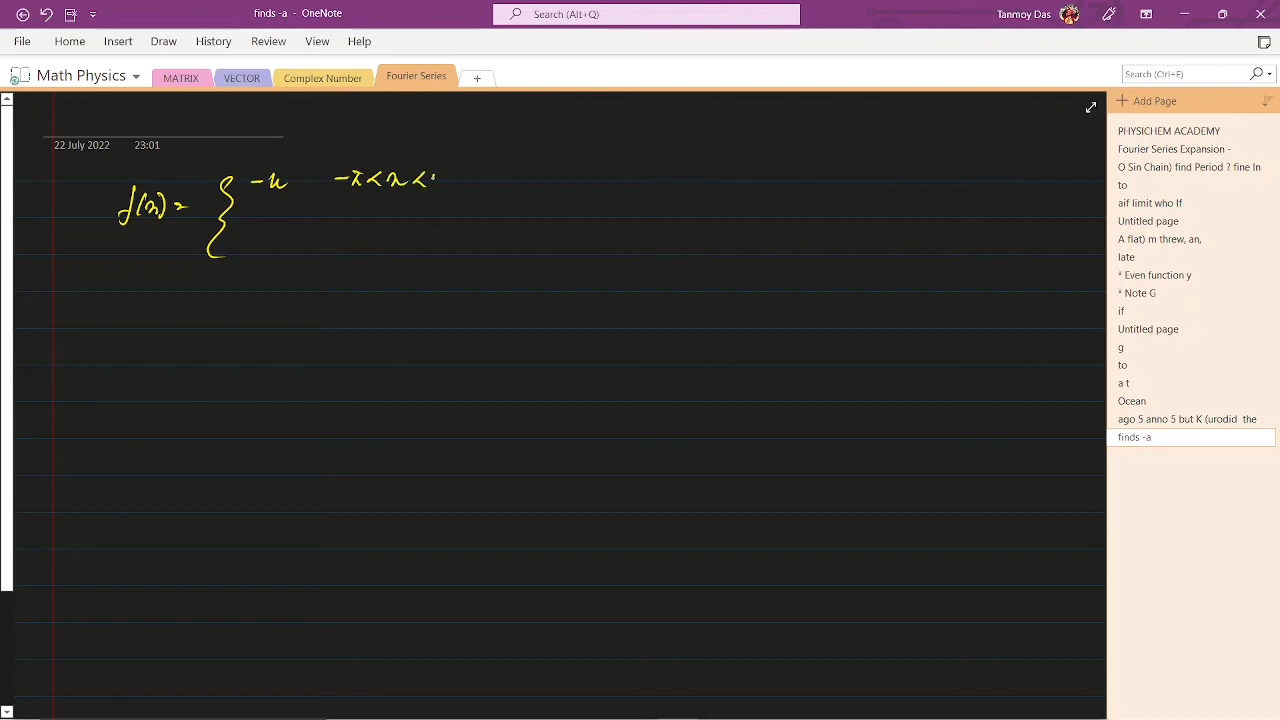 finds -a - OneNote
Search (Alt+Q)
Tanmoy Das
File Home Insert Draw History Review View Help
Math Physics
MATRIX VECTOR Complex Number Fourier Series +
Search (Ctrl+E)
22 July 2022 23:01
f(x) = { -x -π < x <
Add Page
PHYSICHEM ACADEMY
Fourier Series Expansion -
O Sin Chain) find Period ? fine In
to
aif limit who If
Untitled page
A flat) m threw, an,
late
* Even function y
* Note G
if
Untitled page
g
to
a t
Ocean
ago 5 anno 5 but K (urodid the
finds -a